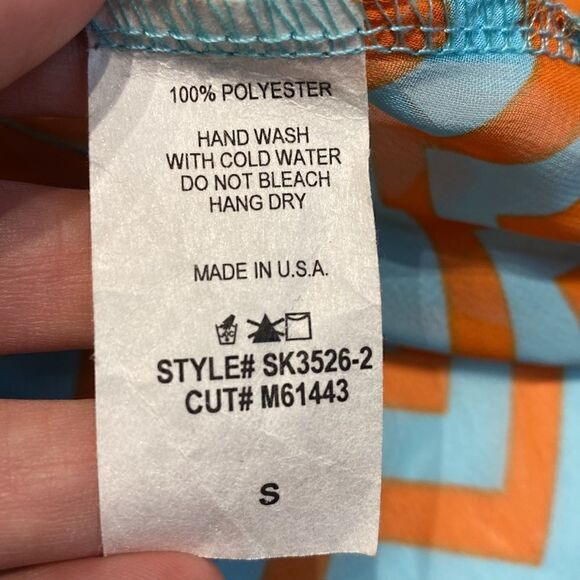 100% POLYESTER
HAND WASH
WITH COLD WATER
DO NOT BLEACH
HANG DRY
MADE IN U.S.A.
STYLE# SK3526-2
CUT# M61443
S